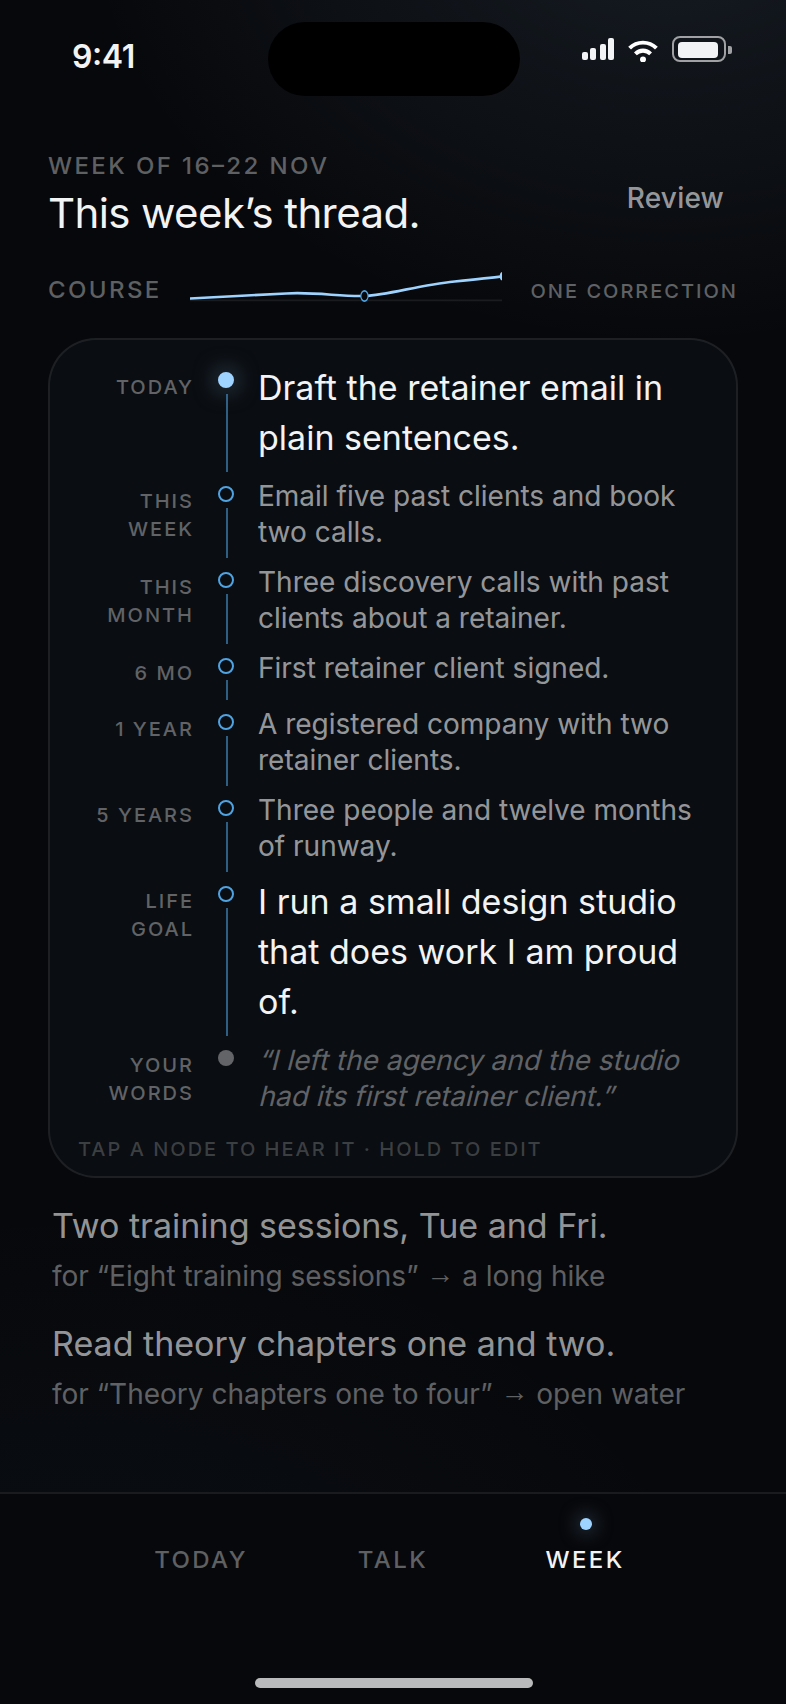 9:41
WEEK OF 16–22 NOV
This week’s thread.
Review
COURSE
ONE CORRECTION
TODAY
Draft the retainer email in
plain sentences.
THIS
WEEK
Email five past clients and book
two calls.
THIS
MONTH
Three discovery calls with past
clients about a retainer.
6 MO
First retainer client signed.
1 YEAR
A registered company with two
retainer clients.
5 YEARS
Three people and twelve months
of runway.
LIFE
GOAL
I run a small design studio
that does work I am proud
of.
YOUR
WORDS
“I left the agency and the studio
had its first retainer client.”
TAP A NODE TO HEAR IT · HOLD TO EDIT
Two training sessions, Tue and Fri.
for “Eight training sessions” → a long hike
Read theory chapters one and two.
for “Theory chapters one to four” → open water
TODAY
TALK
WEEK